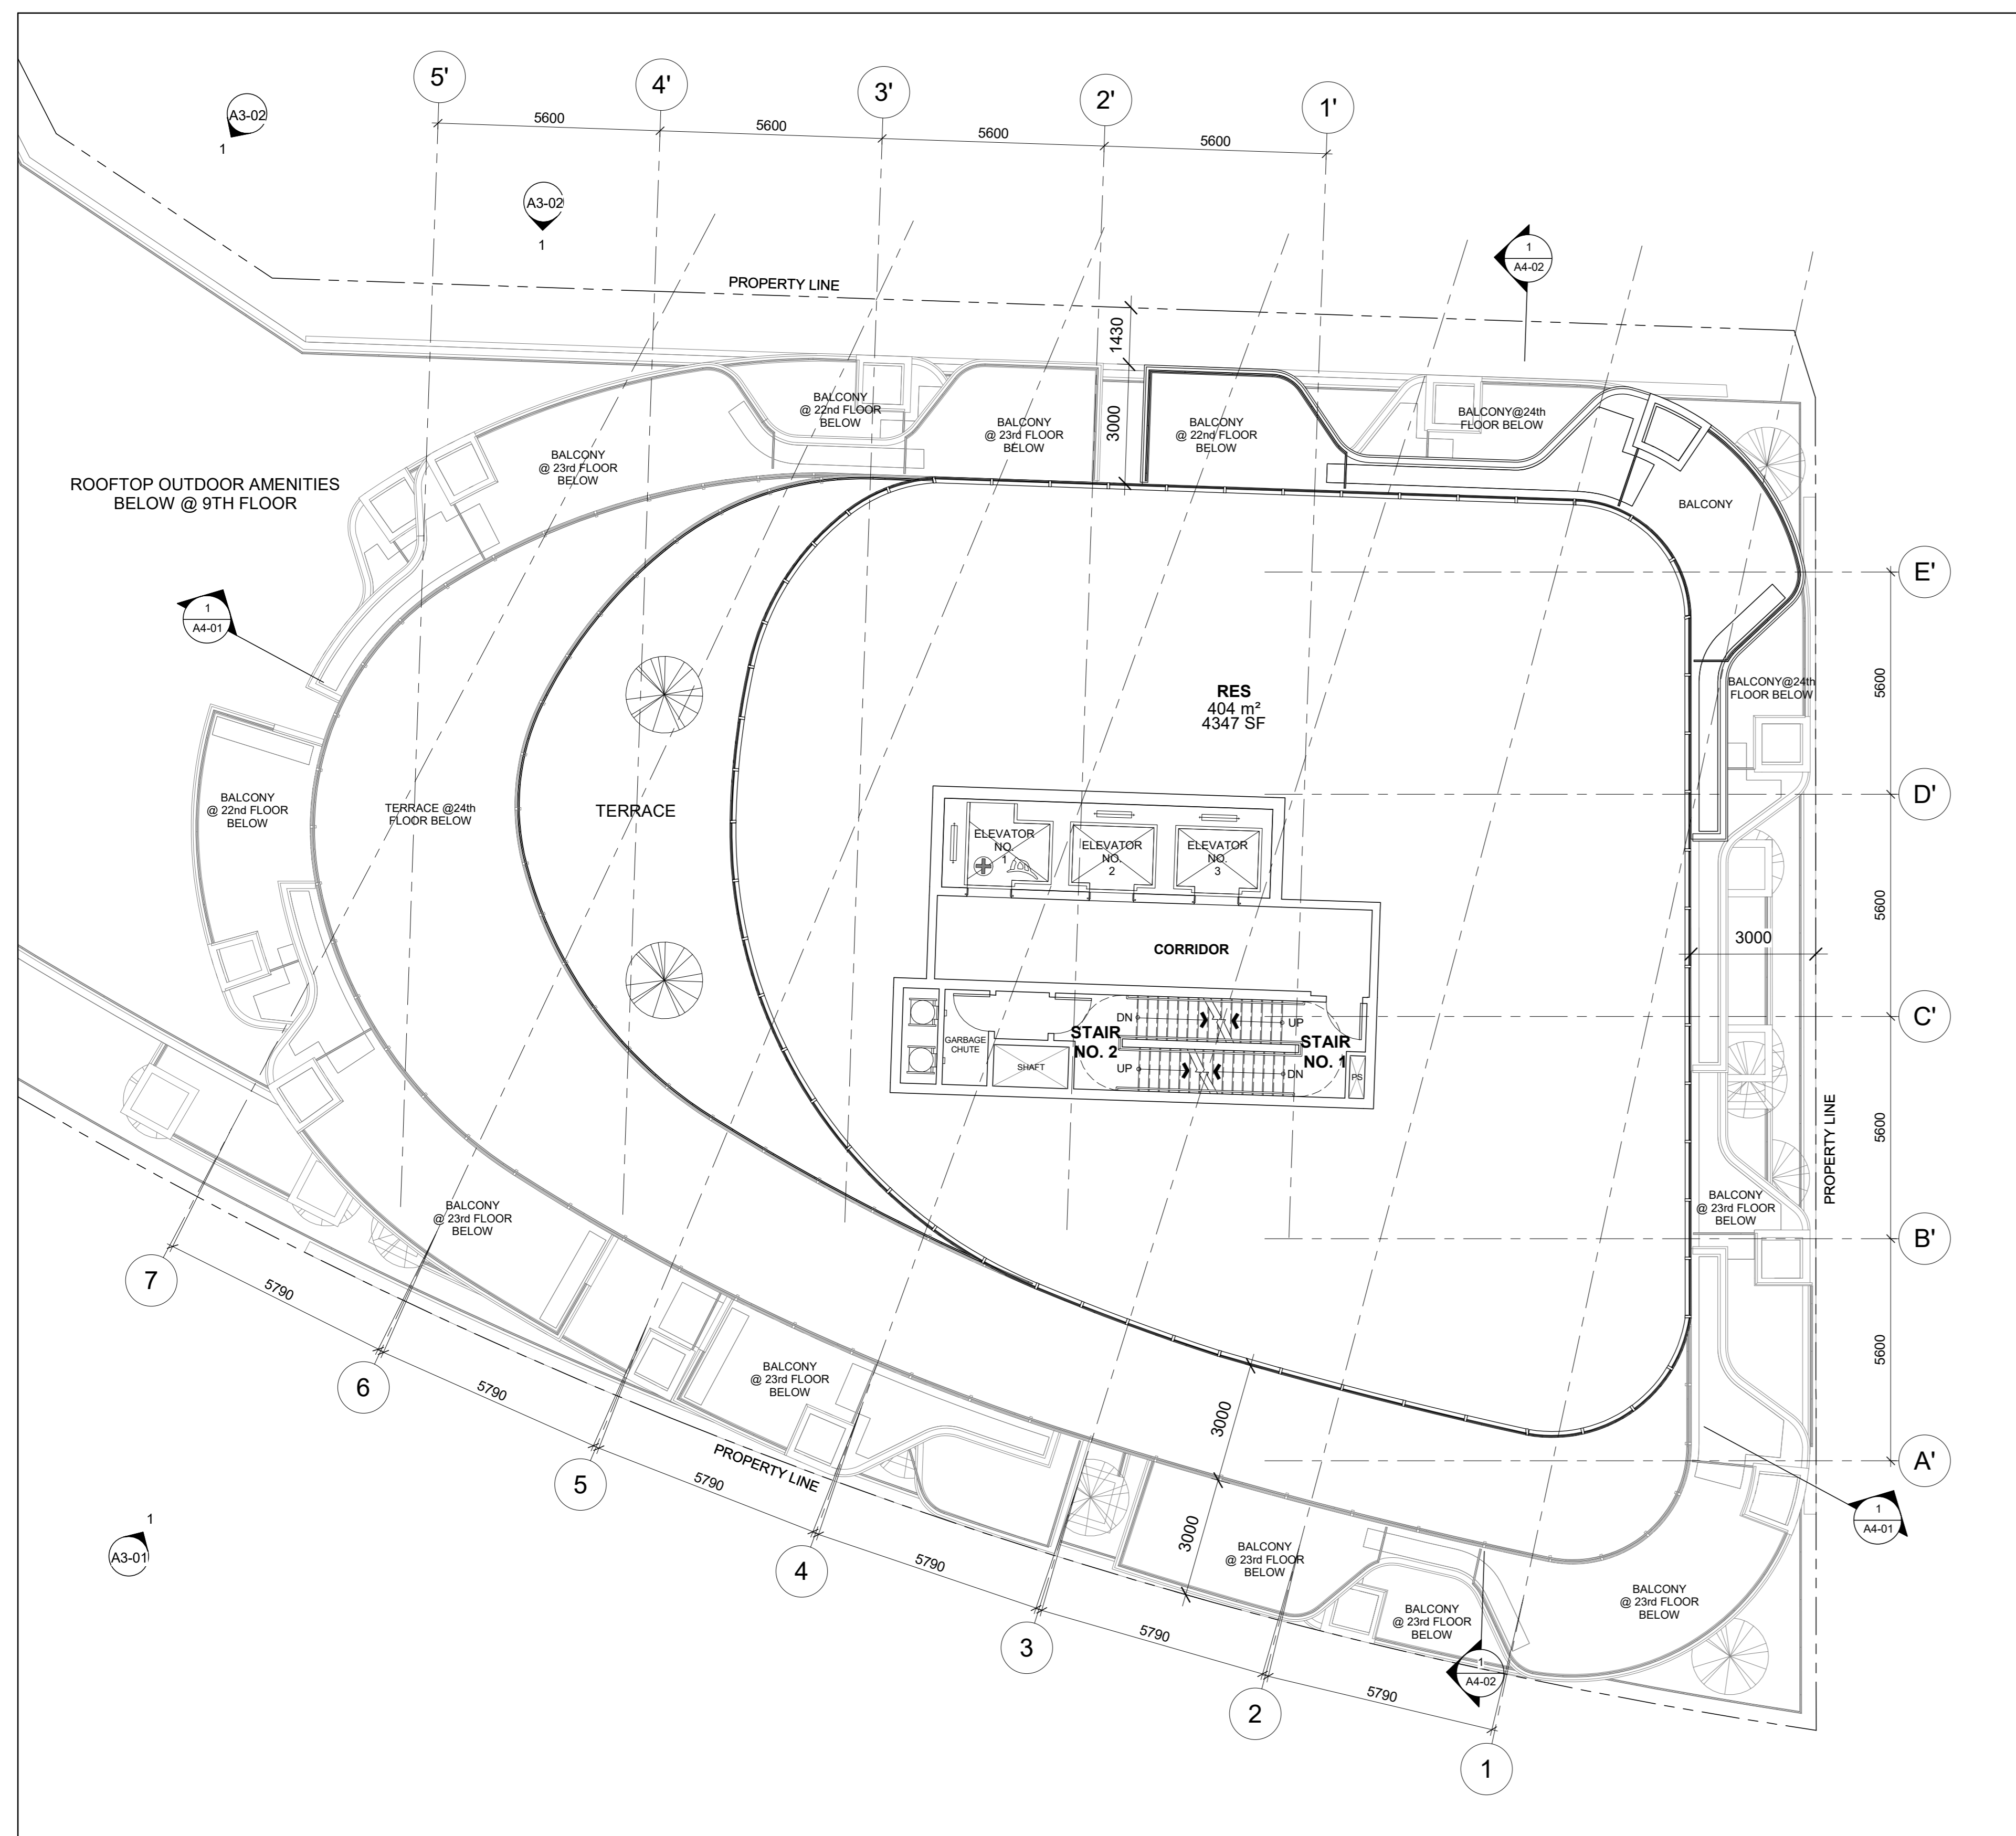 5'
4'
3'
2'
1'
A3-02
1
5600
5600
5600
5600
A3-02
1
1
A4-02
PROPERTY LINE
1430
3000
BALCONY
@ 22nd FLOOR
BELOW
BALCONY
@ 23rd FLOOR
BELOW
BALCONY
@ 22nd FLOOR
BELOW
BALCONY@24th
FLOOR BELOW
BALCONY
@ 23rd FLOOR
BELOW
ROOFTOP OUTDOOR AMENITIES
BELOW @ 9TH FLOOR
BALCONY
E'
1
A4-01
RES
404 m²
4347 SF
BALCONY@24th
FLOOR BELOW
5600
BALCONY
@ 22nd FLOOR
BELOW
TERRACE @24th
FLOOR BELOW
TERRACE
D'
ELEVATOR
NO.
1
ELEVATOR
NO.
2
ELEVATOR
NO.
3
5600
CORRIDOR
3000
C'
DN
UP
STAIR
NO. 2
STAIR
NO. 1
GARBAGE
CHUTE
SHAFT
UP
DN
PS
5600
PROPERTY LINE
BALCONY
@ 23rd FLOOR
BELOW
BALCONY
@ 23rd FLOOR
BELOW
B'
7
5790
5600
6
5790
BALCONY
@ 23rd FLOOR
BELOW
3000
A'
5
PROPERTY LINE
5790
1
A4-01
1
A3-01
4
5790
3000
BALCONY
@ 23rd FLOOR
BELOW
BALCONY
@ 23rd FLOOR
BELOW
BALCONY
@ 23rd FLOOR
BELOW
3
5790
1
A4-02
2
5790
1